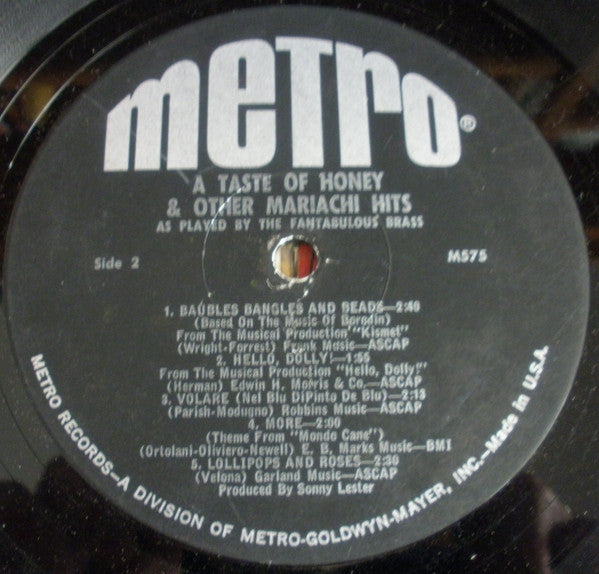 metro®
A TASTE OF HONEY
& OTHER MARIACHI HITS
AS PLAYED BY THE FANTABULOUS BRASS
Side 2
M575
1. BAUBLES BANGLES AND BEADS—2:40
(Based On The Music Of Borodin)
From The Musical Production "Kismet"
(Wright-Forrest) Frank Music—ASCAP
2. HELLO, DOLLY!—1:55
From The Musical Production "Hello, Dolly!"
(Herman) Edwin H. Morris & Co.—ASCAP
3. VOLARE (Nel Blu DiPinto De Blu)—2:13
(Parish-Modugno) Robbins Music—ASCAP
4. MORE—2:00
(Theme From "Mondo Cane")
(Ortolani-Oliviero-Newell) E. B. Marks Music—BMI
5. LOLLIPOPS AND ROSES—2:30
(Velona) Garland Music—ASCAP
Produced By Sonny Lester
METRO RECORDS—A DIVISION OF METRO-GOLDWYN-MAYER, INC.—Made in U.S.A.